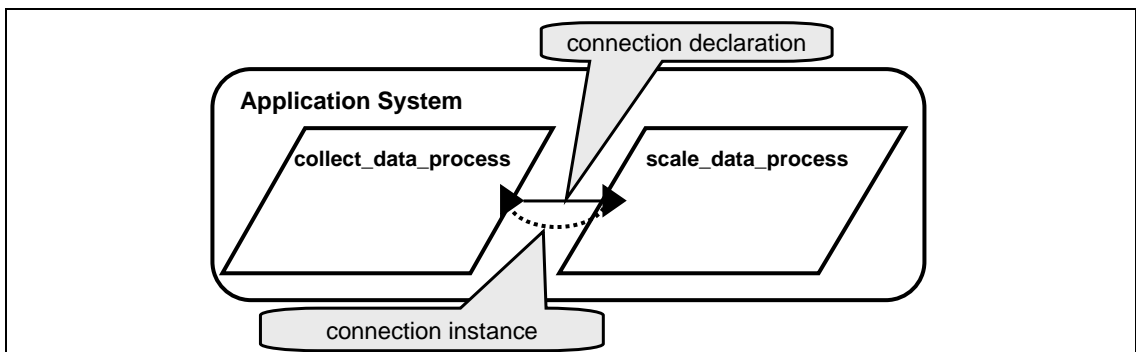 connection declaration
Application System
collect_data_process
scale_data_process
connection instance